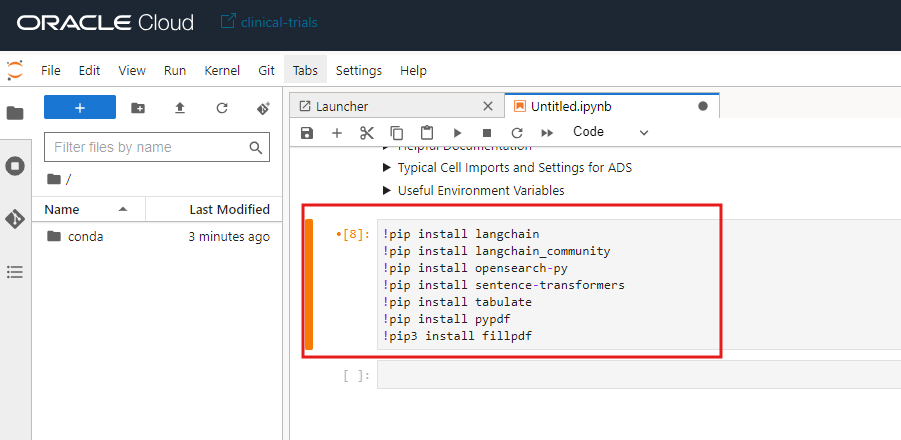 ORACLE Cloud clinical-trials
File Edit View Run Kernel Git Tabs Settings Help
+
Launcher
Untitled.ipynb
Code
Filter files by name
/
Name Last Modified
conda 3 minutes ago
Helpful Documentation
Typical Cell Imports and Settings for ADS
Useful Environment Variables
•[8]:
!pip install langchain
!pip install langchain_community
!pip install opensearch-py
!pip install sentence-transformers
!pip install tabulate
!pip install pypdf
!pip3 install fillpdf
[ ]: